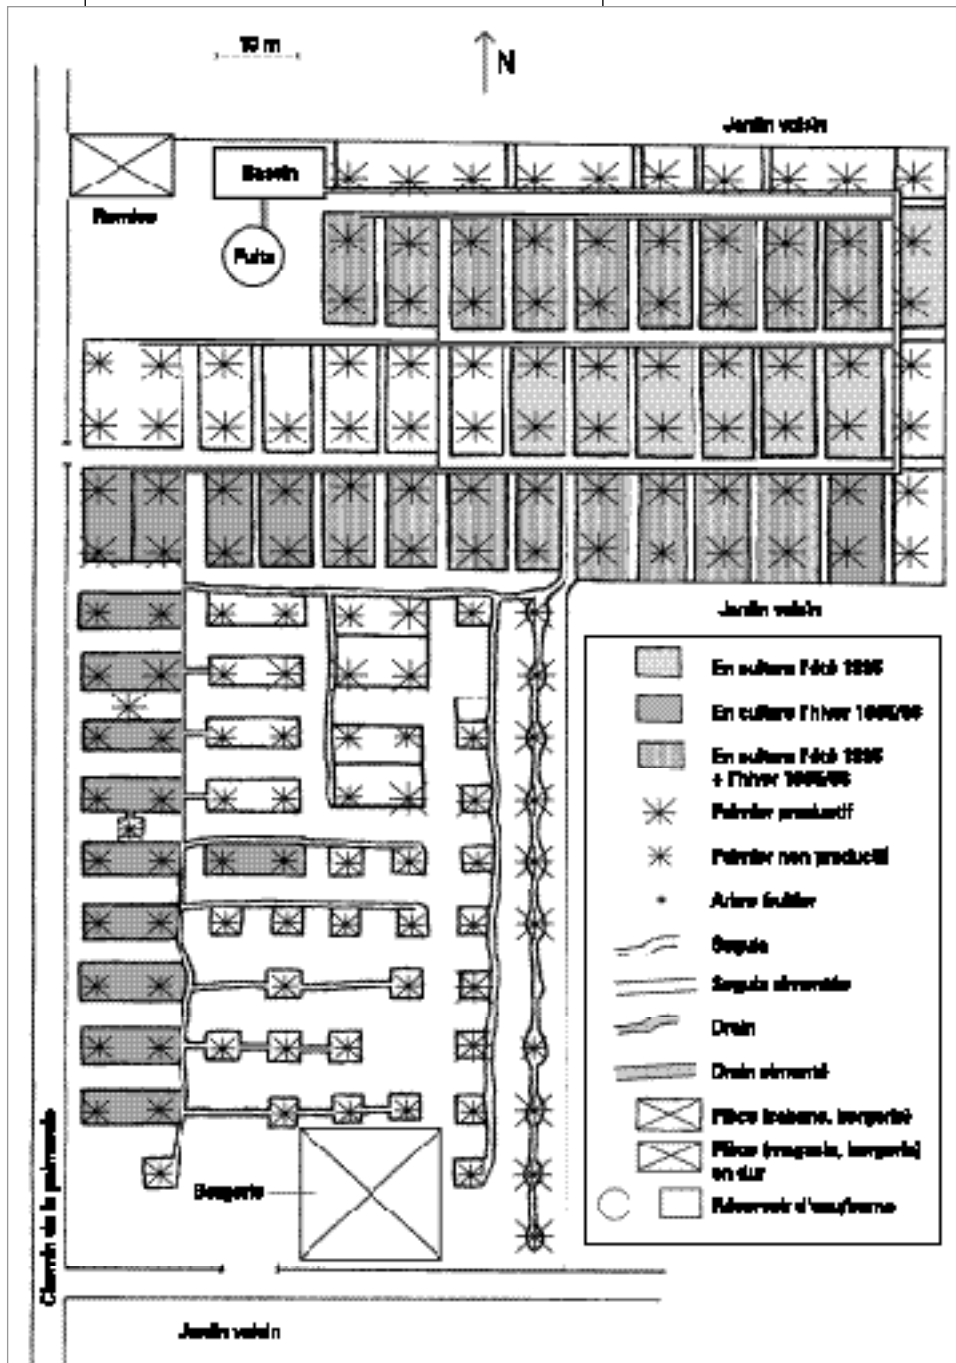 10 m
N
Jardin voisin
Bassin
Remise
Puits
Jardin voisin
En culture l'été 1995
En culture l'hiver 1995/96
En culture l'été 1995
+ l'hiver 1995/96
Palmier productif
Palmier non productif
Arbre fruitier
Seguia
Seguia cimentée
Drain
Drain cimenté
Pièce (cabane, bergerie)
Pièce (magasin, bergerie)
en dur
Réservoir d'eau/
Bergerie
Chemin de la palmeraie
Jardin voisin